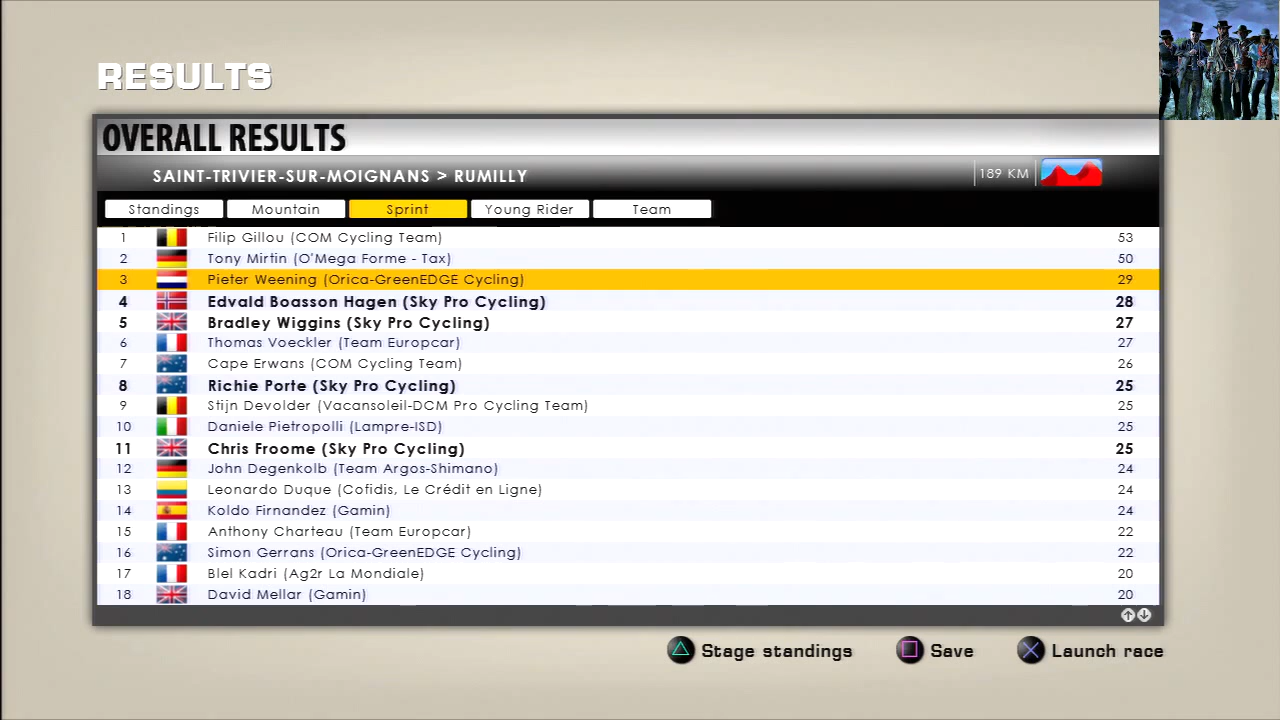 RESULTS
OVERALL RESULTS
SAINT-TRIVIER-SUR-MOIGNANS > RUMILLY 189 KM
Standings Mountain Sprint Young Rider Team
1 Filip Gillou (COM Cycling Team) 53
2 Tony Mirtin (O'Mega Forme - Tax) 50
3 Pieter Weening (Orica-GreenEDGE Cycling) 29
4 Edvald Boasson Hagen (Sky Pro Cycling) 28
5 Bradley Wiggins (Sky Pro Cycling) 27
6 Thomas Voeckler (Team Europcar) 27
7 Cape Erwans (COM Cycling Team) 26
8 Richie Porte (Sky Pro Cycling) 25
9 Stijn Devolder (Vacansoleil-DCM Pro Cycling Team) 25
10 Daniele Pietropolli (Lampre-ISD) 25
11 Chris Froome (Sky Pro Cycling) 25
12 John Degenkolb (Team Argos-Shimano) 24
13 Leonardo Duque (Cofidis, Le Crédit en Ligne) 24
14 Koldo Firnandez (Gamin) 24
15 Anthony Charteau (Team Europcar) 22
16 Simon Gerrans (Orica-GreenEDGE Cycling) 22
17 Blel Kadri (Ag2r La Mondiale) 20
18 David Mellar (Gamin) 20
Stage standings Save Launch race